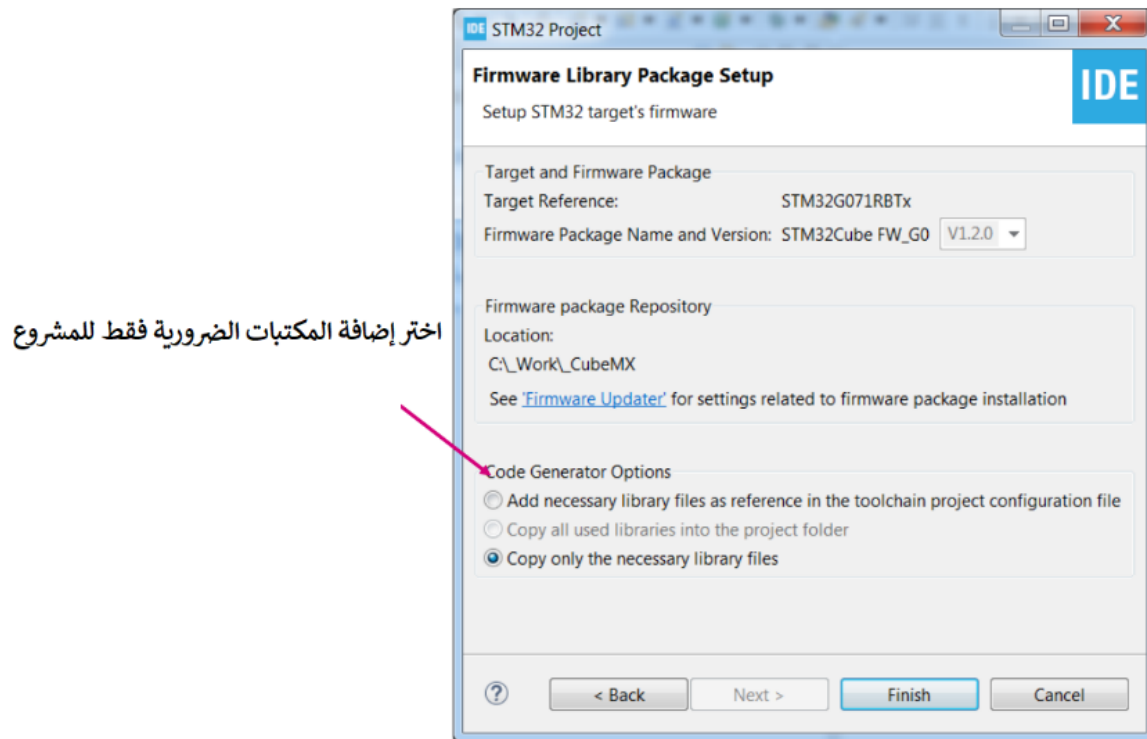 IDE STM32 Project
Firmware Library Package Setup
IDE
Setup STM32 target's firmware
Target and Firmware Package
Target Reference: STM32G071RBTx
Firmware Package Name and Version: STM32Cube FW_G0 V1.2.0
Firmware package Repository
Location:
C:\_Work\_CubeMX
See 'Firmware Updater' for settings related to firmware package installation
اختر إضافة المكتبات الضرورية فقط للمشروع
Code Generator Options
Add necessary library files as reference in the toolchain project configuration file
Copy all used libraries into the project folder
Copy only the necessary library files
? < Back Next > Finish Cancel